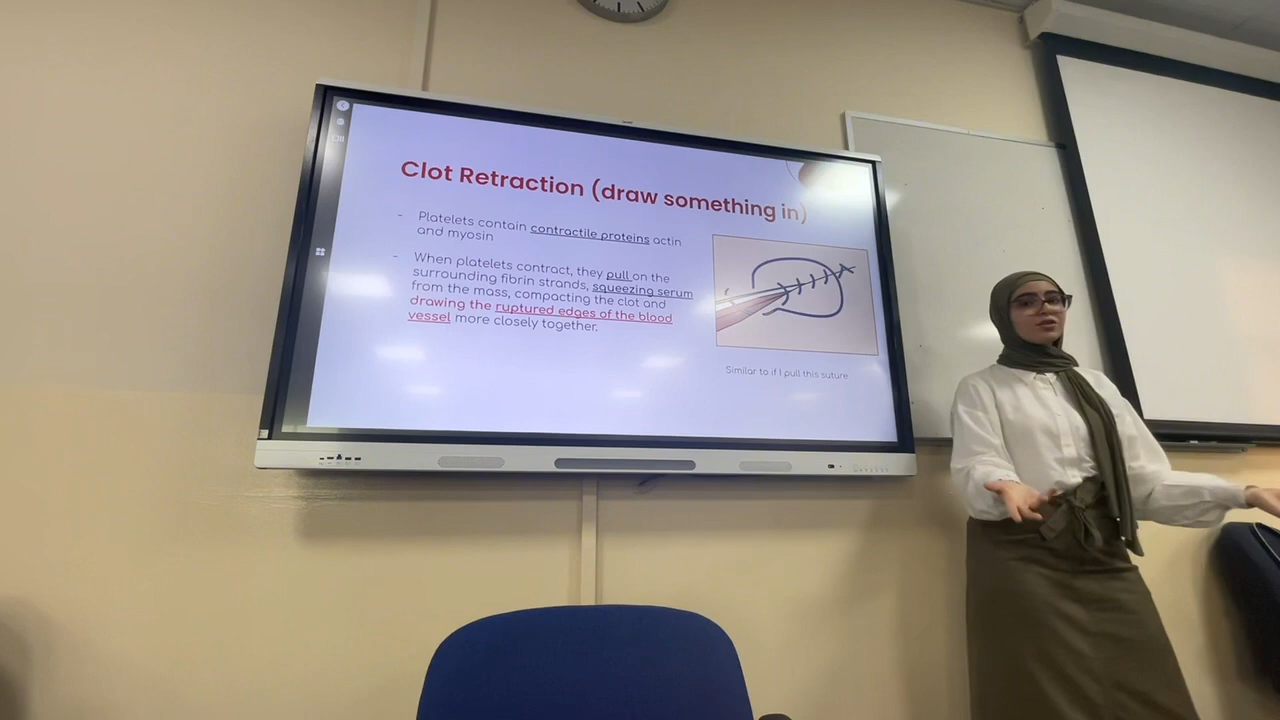 Clot Retraction (draw something in)
- Platelets contain contractile proteins actin
and myosin
- When platelets contract, they pull on the
surrounding fibrin strands, squeezing serum
from the mass, compacting the clot and
drawing the ruptured edges of the blood
vessel more closely together.
Similar to if I pull this suture